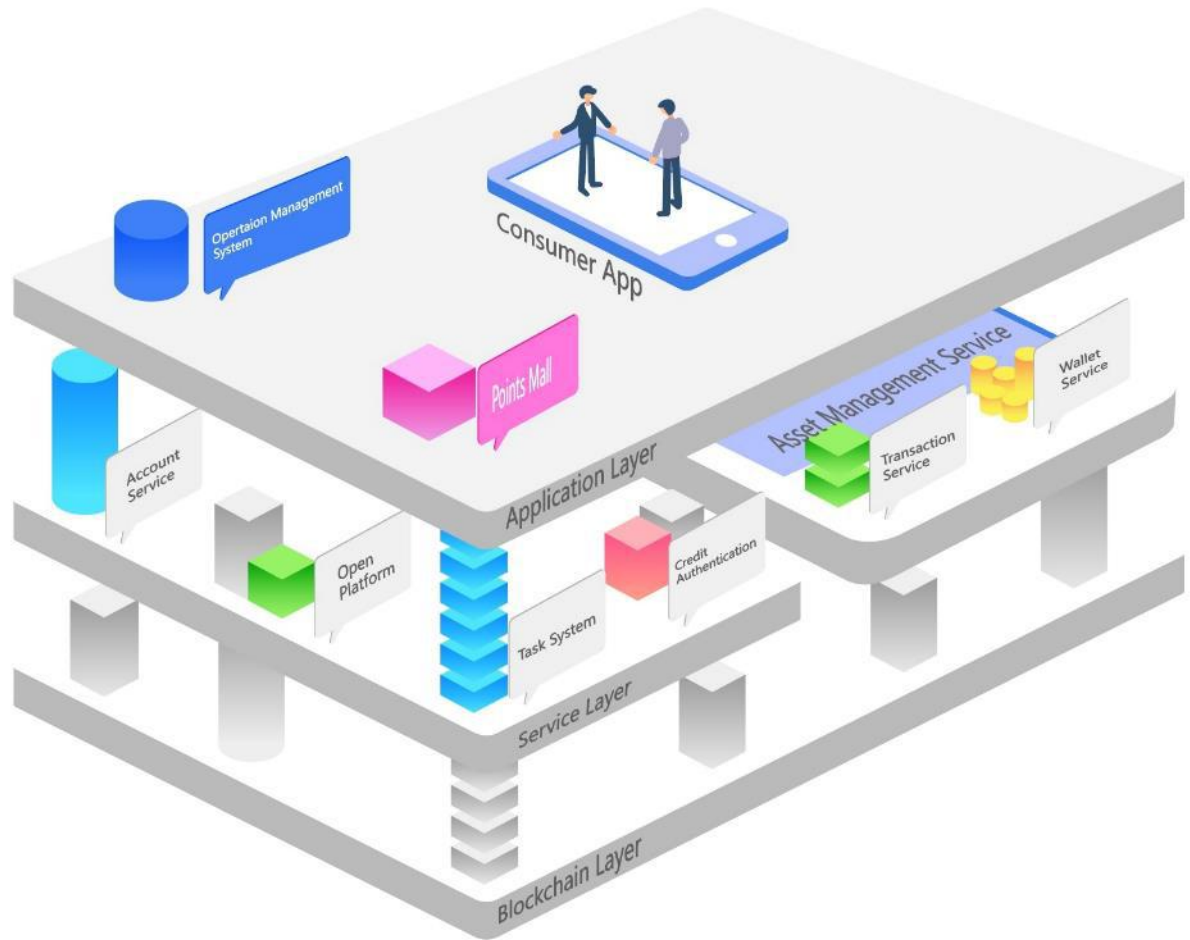 Opertaion Management
System
Consumer App
Points Mall
Application Layer
Asset Management Service
Wallet
Service
Transaction
Service
Account
Service
Open
Platform
Credit
Authentication
Task System
Service Layer
Blockchain Layer